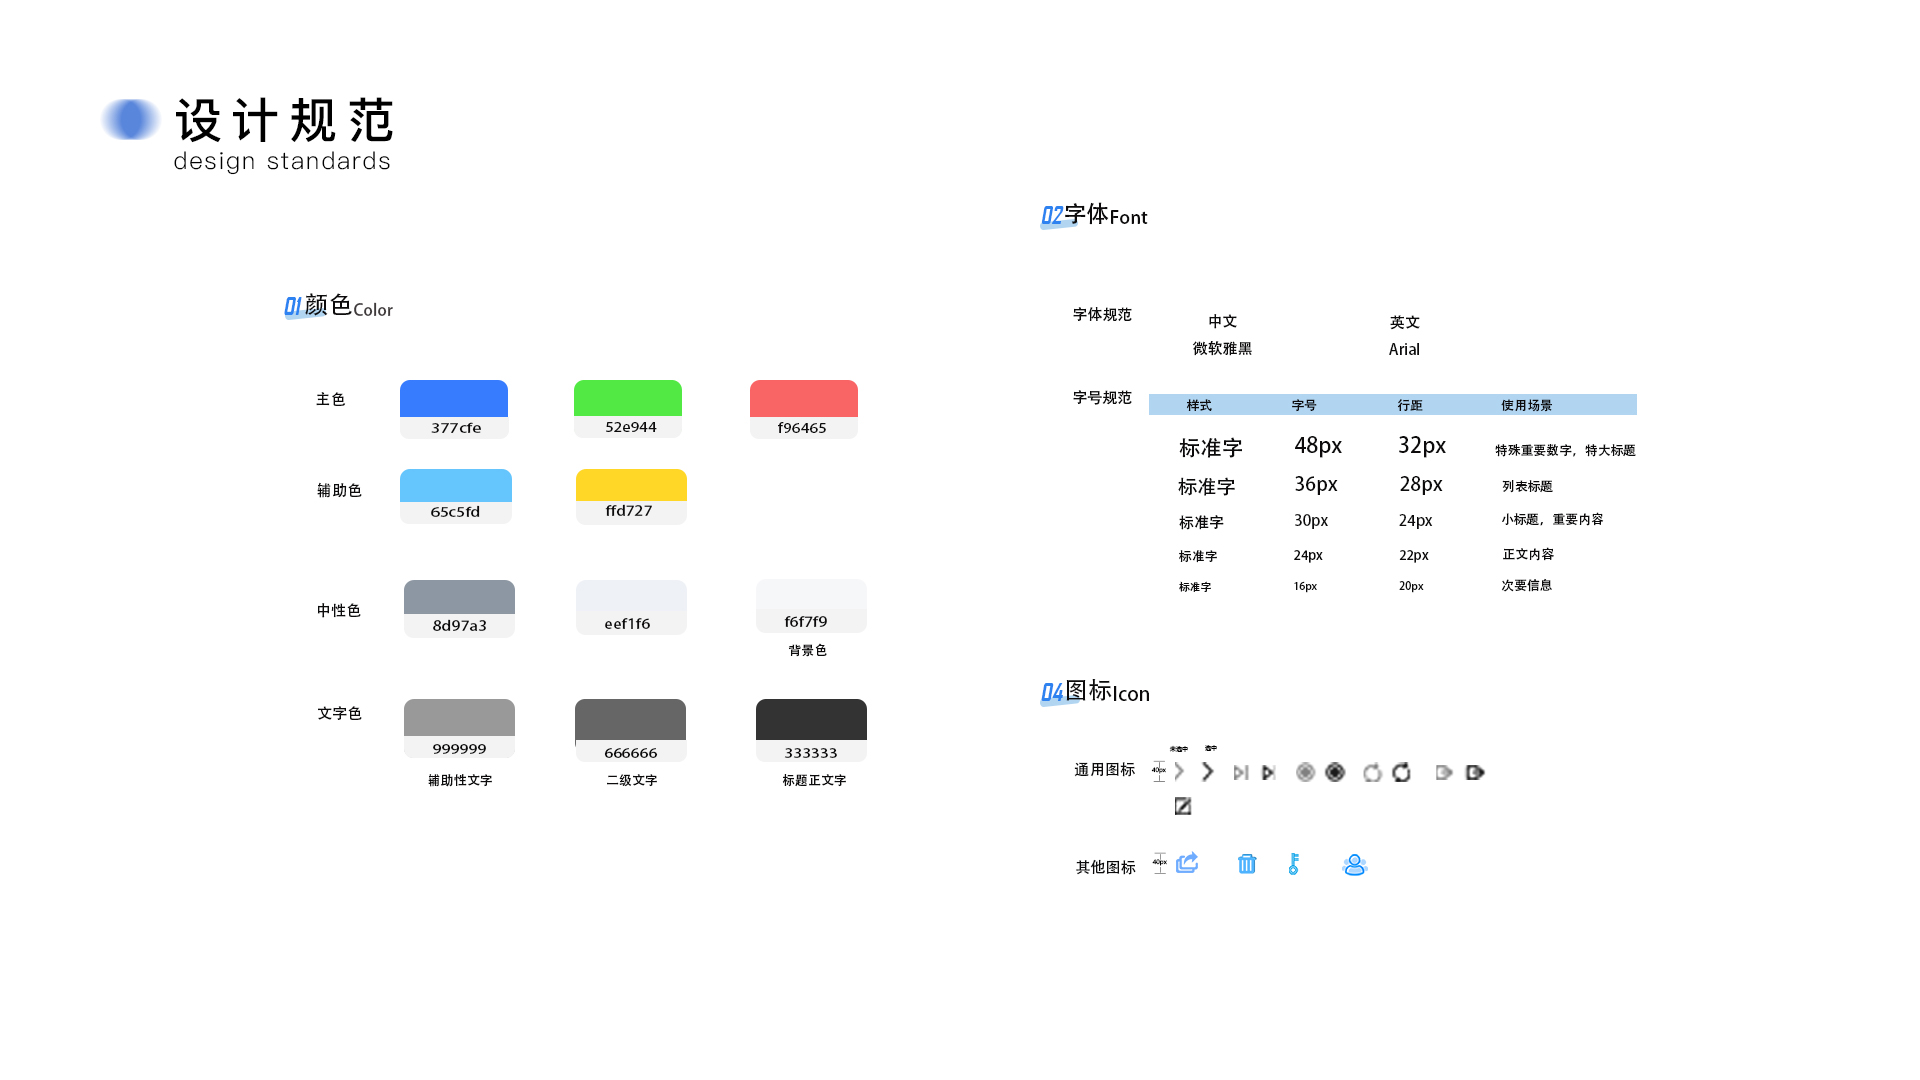 设计规范
design standards
01颜色Color
主色
377cfe
52e944
f96465
辅助色
65c5fd
ffd727
中性色
8d97a3
eef1f6
f6f7f9
背景色
文字色
999999
666666
333333
辅助性文字
二级文字
标题正文字
02字体Font
字体规范
中文
英文
微软雅黑
Arial
字号规范
样式 字号 行距 使用场景
标准字 48px 32px 特殊重要数字，特大标题
标准字 36px 28px 列表标题
标准字 30px 24px 小标题，重要内容
标准字 24px 22px 正文内容
标准字 16px 20px 次要信息
04图标Icon
未选中 选中
通用图标 40px
其他图标 40px